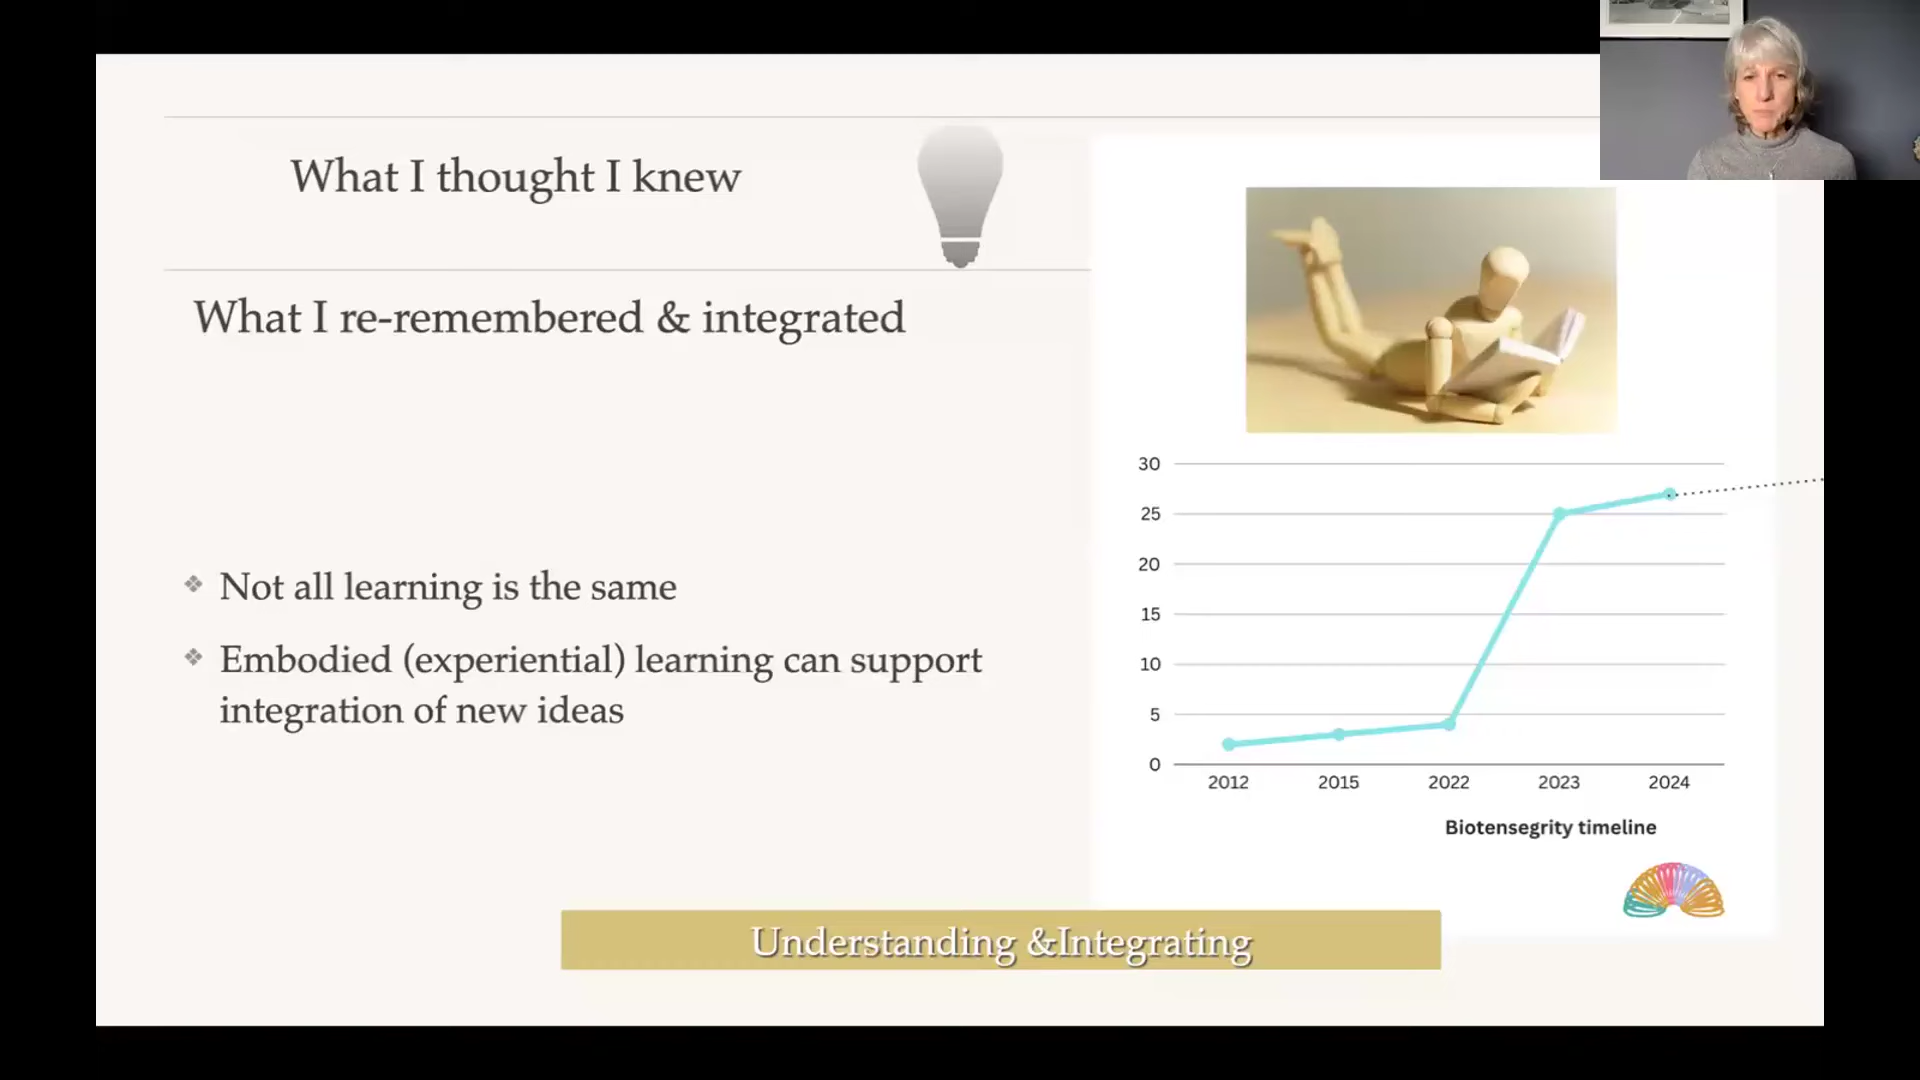 What I thought I knew
What I re-remembered & integrated
❖ Not all learning is the same
❖ Embodied (experiential) learning can support
integration of new ideas
30
25
20
15
10
5
0
2012 2015 2022 2023 2024
Biotensegrity timeline
Understanding &Integrating